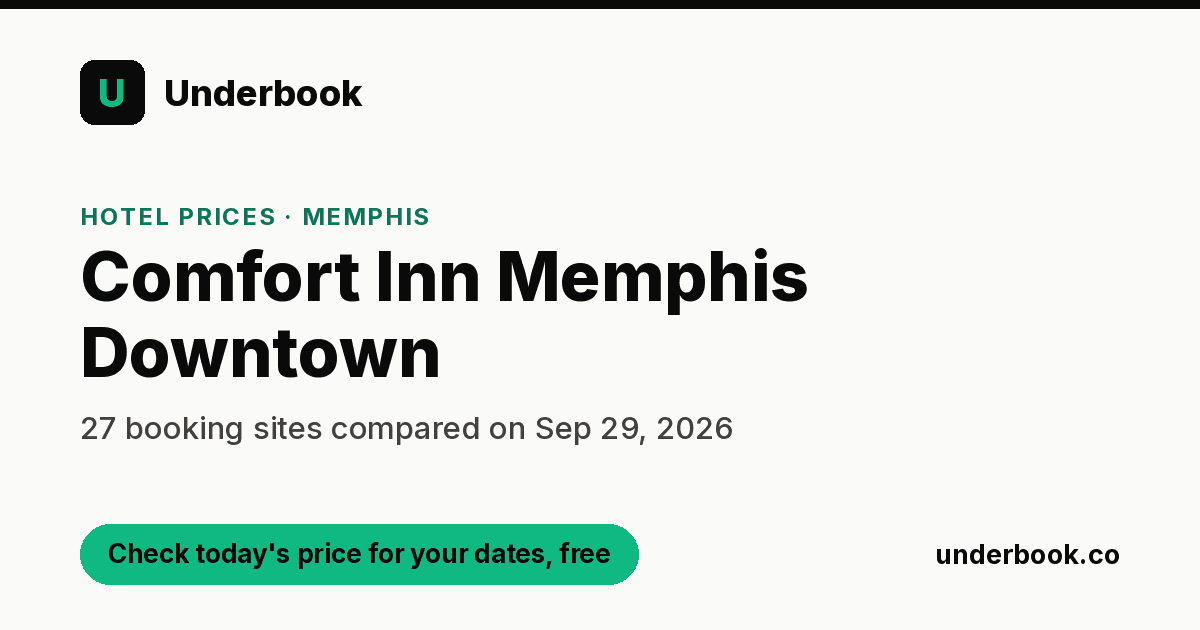 U Underbook
HOTEL PRICES · MEMPHIS
Comfort Inn Memphis
Downtown
27 booking sites compared on Sep 29, 2026
Check today's price for your dates, free
underbook.co